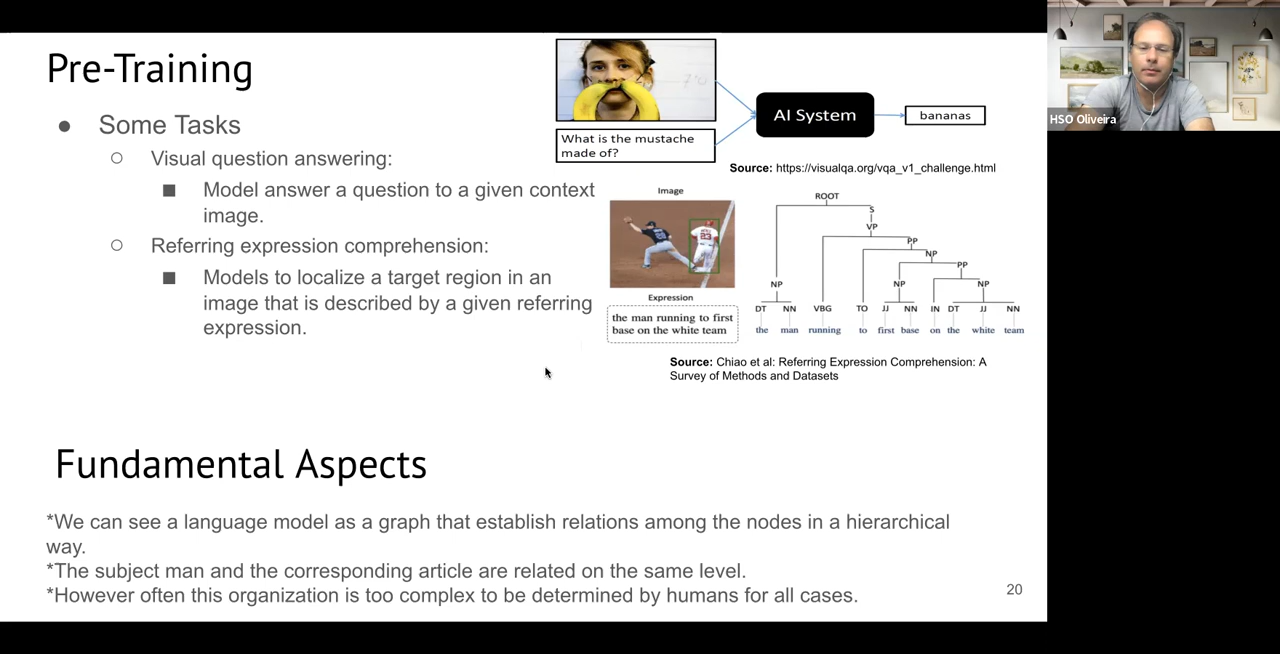 Pre-Training
● Some Tasks
○ Visual question answering:
■ Model answer a question to a given context
image.
○ Referring expression comprehension:
■ Models to localize a target region in an
image that is described by a given referring
expression.
What is the mustache
made of?
AI System
bananas
Source: https://visualqa.org/vqa_v1_challenge.html
Image
23
Expression
the man running to first
base on the white team
ROOT
S
VP
PP
NP
PP
NP NP NP
DT NN VBG TO JJ NN IN DT JJ NN
the man running to first base on the white team
Source: Chiao et al: Referring Expression Comprehension: A
Survey of Methods and Datasets
Fundamental Aspects
*We can see a language model as a graph that establish relations among the nodes in a hierarchical
way.
*The subject man and the corresponding article are related on the same level.
*However often this organization is too complex to be determined by humans for all cases.
20
HSO Oliveira